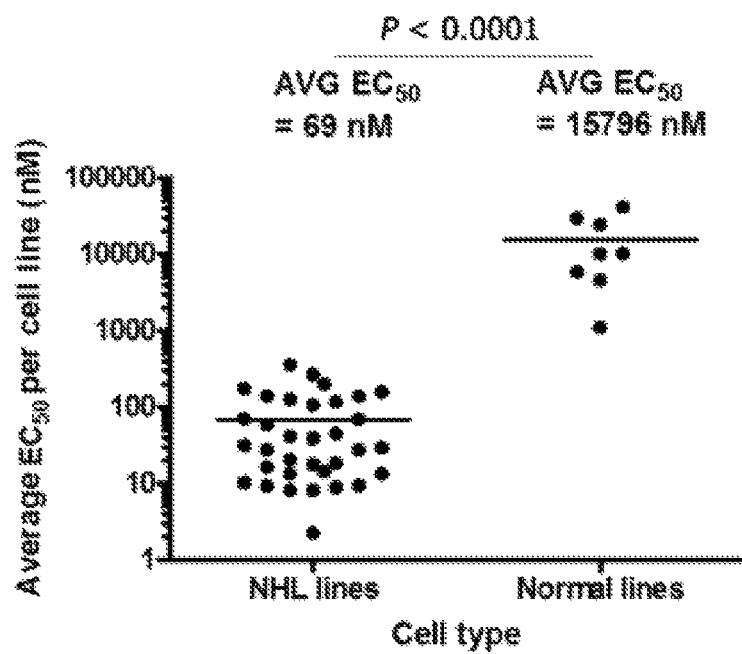 P < 0.0001
AVG EC50
= 69 nM
AVG EC50
= 15796 nM
Average EC50 per cell line (nM)
100000
10000
1000
100
10
1
NHL lines
Normal lines
Cell type